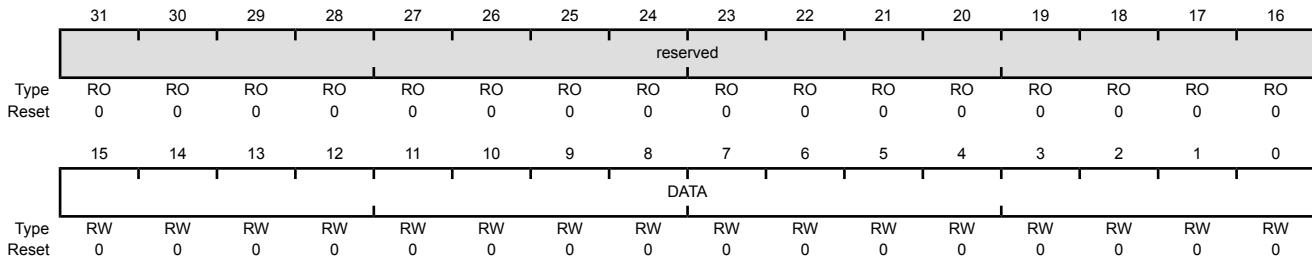 31 30 29 28 27 26 25 24 23 22 21 20 19 18 17 16
reserved
Type RO RO RO RO RO RO RO RO RO RO RO RO RO RO RO RO
Reset 0 0 0 0 0 0 0 0 0 0 0 0 0 0 0 0
15 14 13 12 11 10 9 8 7 6 5 4 3 2 1 0
DATA
Type RW RW RW RW RW RW RW RW RW RW RW RW RW RW RW RW
Reset 0 0 0 0 0 0 0 0 0 0 0 0 0 0 0 0